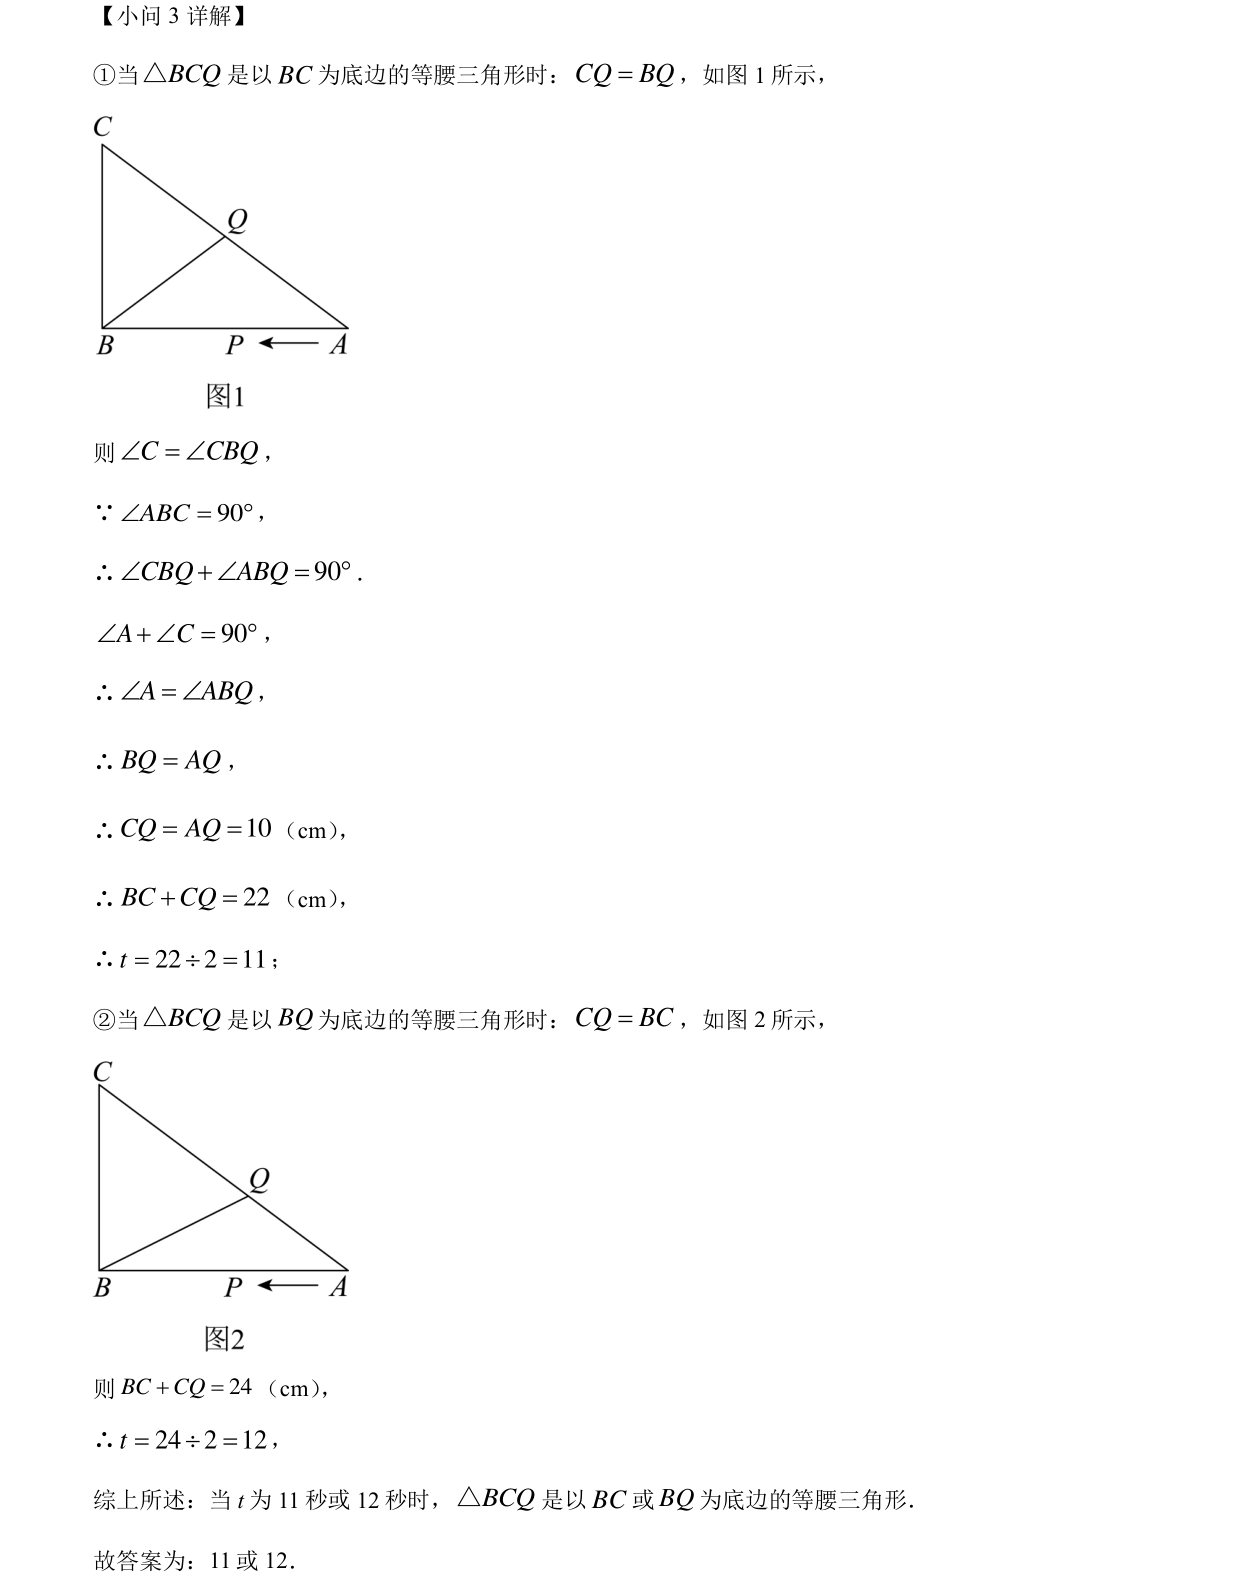 【小问 3 详解】
①当△BCQ 是以 BC 为底边的等腰三角形时：CQ = BQ，如图 1 所示，
C
Q
B P A
图1
则∠C = ∠CBQ，
∵∠ABC = 90°，
∴∠CBQ + ∠ABQ = 90°．
∠A + ∠C = 90°，
∴∠A = ∠ABQ，
∴BQ = AQ，
∴CQ = AQ = 10（cm），
∴BC + CQ = 22（cm），
∴t = 22 ÷ 2 = 11；
②当△BCQ 是以 BQ 为底边的等腰三角形时：CQ = BC，如图 2 所示，
C
Q
B P A
图2
则 BC + CQ = 24（cm），
∴t = 24 ÷ 2 = 12，
综上所述：当 t 为 11 秒或 12 秒时，△BCQ 是以 BC 或 BQ 为底边的等腰三角形．
故答案为：11 或 12．